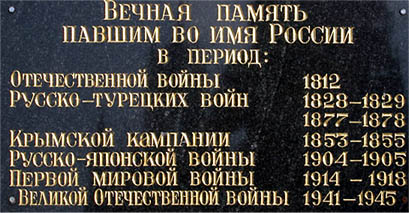 Вечная память
павшим во имя России
в период:
Отечественной войны 1812
Русско-турецких войн 1828-1829
1877-1878
Крымской кампании 1853-1855
Русско-японской войны 1904-1905
Первой мировой войны 1914-1918
Великой Отечественной войны 1941-1945